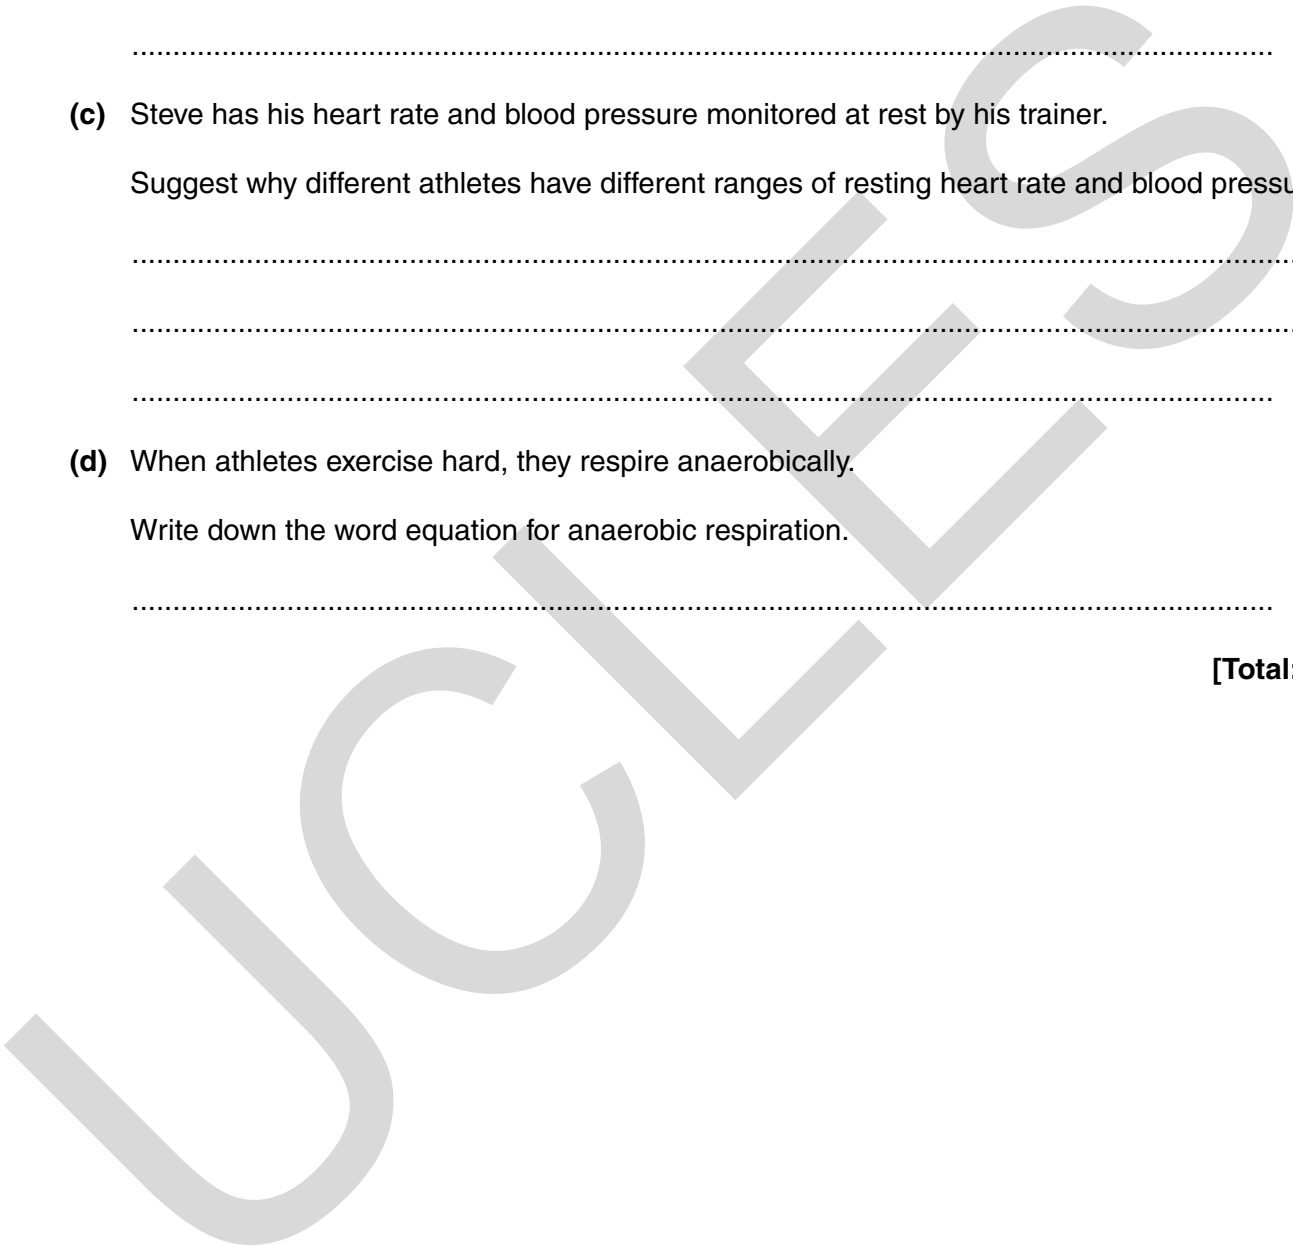 (c) Steve has his heart rate and blood pressure monitored at rest by his trainer.
Suggest why different athletes have different ranges of resting heart rate and blood pressu
(d) When athletes exercise hard, they respire anaerobically.
Write down the word equation for anaerobic respiration.
[Total:
UCLES